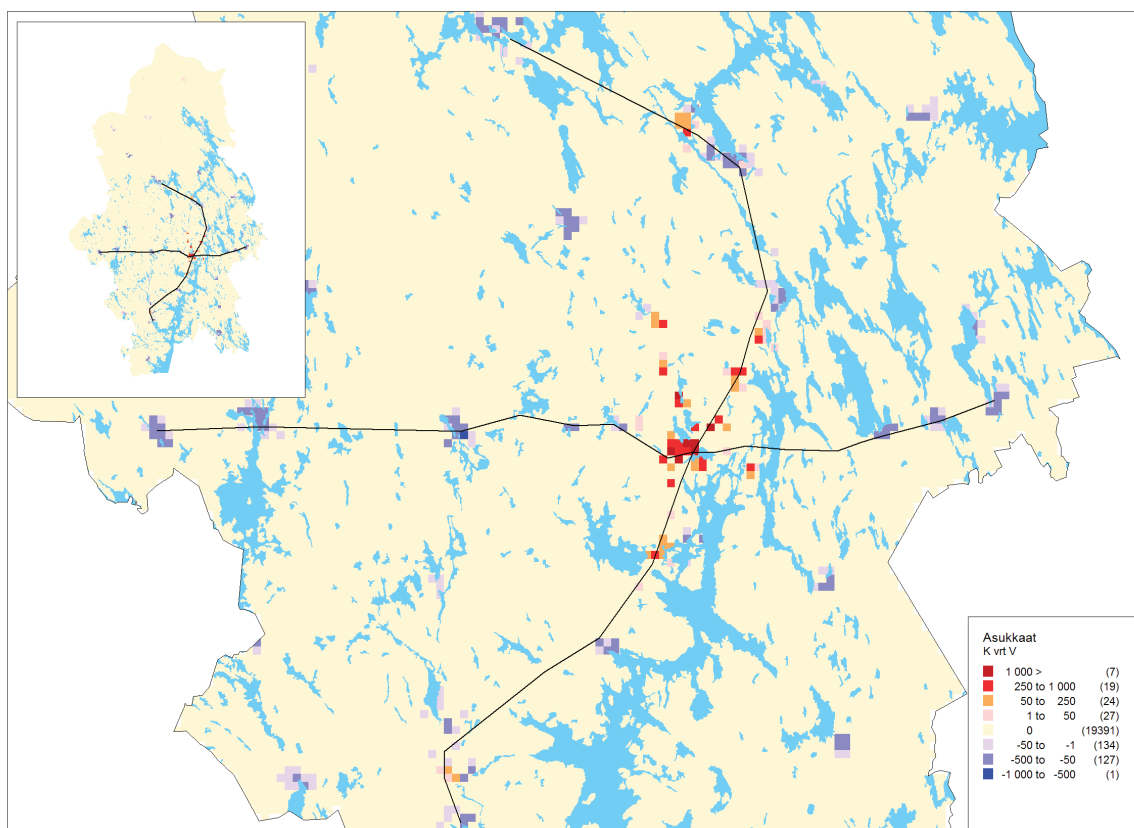 Asukkaat
K vrt V
1 000 > (7)
250 to 1 000 (19)
50 to 250 (24)
1 to 50 (27)
0 (19391)
-50 to -1 (134)
-500 to -50 (127)
-1 000 to -500 (1)